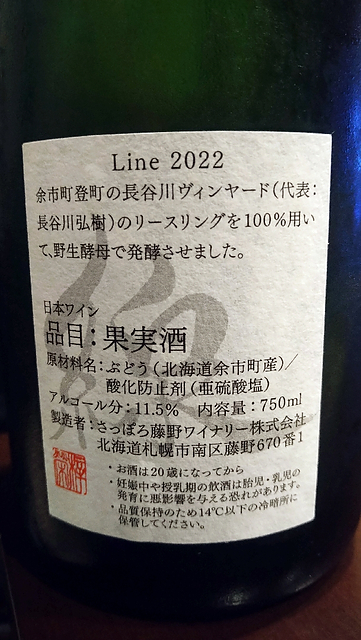 Line 2022
余市町登町の長谷川ヴィンヤード(代表:
長谷川弘樹)のリースリングを100%用い
て、野生酵母で発酵させました。
日本ワイン
品目:果実酒
原材料名:ぶどう(北海道余市町産)/
酸化防止剤(亜硫酸塩)
アルコール分:11.5% 内容量:750ml
製造者:さっぽろ藤野ワイナリー株式会社
北海道札幌市南区藤野670番1
・お酒は20歳になってから
・妊娠中や授乳期の飲酒は胎児・乳児の
発育に悪影響を与える恐れがあります。
・品質保持のため14℃以下の冷暗所に
保管してください。